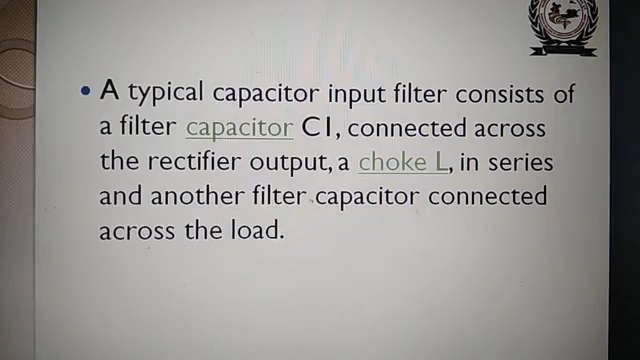 • A typical capacitor input filter consists of
a filter capacitor C1, connected across
the rectifier output, a choke L, in series
and another filter capacitor connected
across the load.